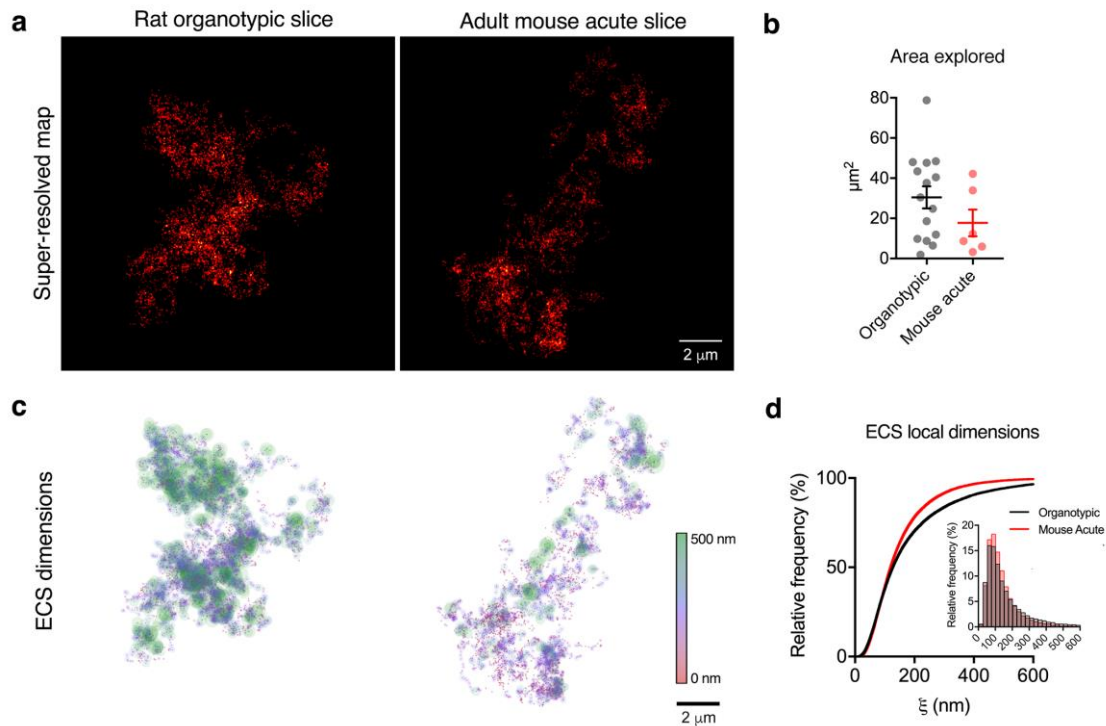 a
Rat organotypic slice
Adult mouse acute slice
Super-resolved map
2 μm
b
Area explored
μm²
80
60
40
20
0
Organotypic
Mouse acute
c
ECS dimensions
500 nm
0 nm
2 μm
d
ECS local dimensions
Relative frequency (%)
100
50
0
0
200
400
600
ξ (nm)
Organotypic
Mouse Acute
Relative frequency (%)
20
15
10
5
0
0
100
200
300
400
500
600